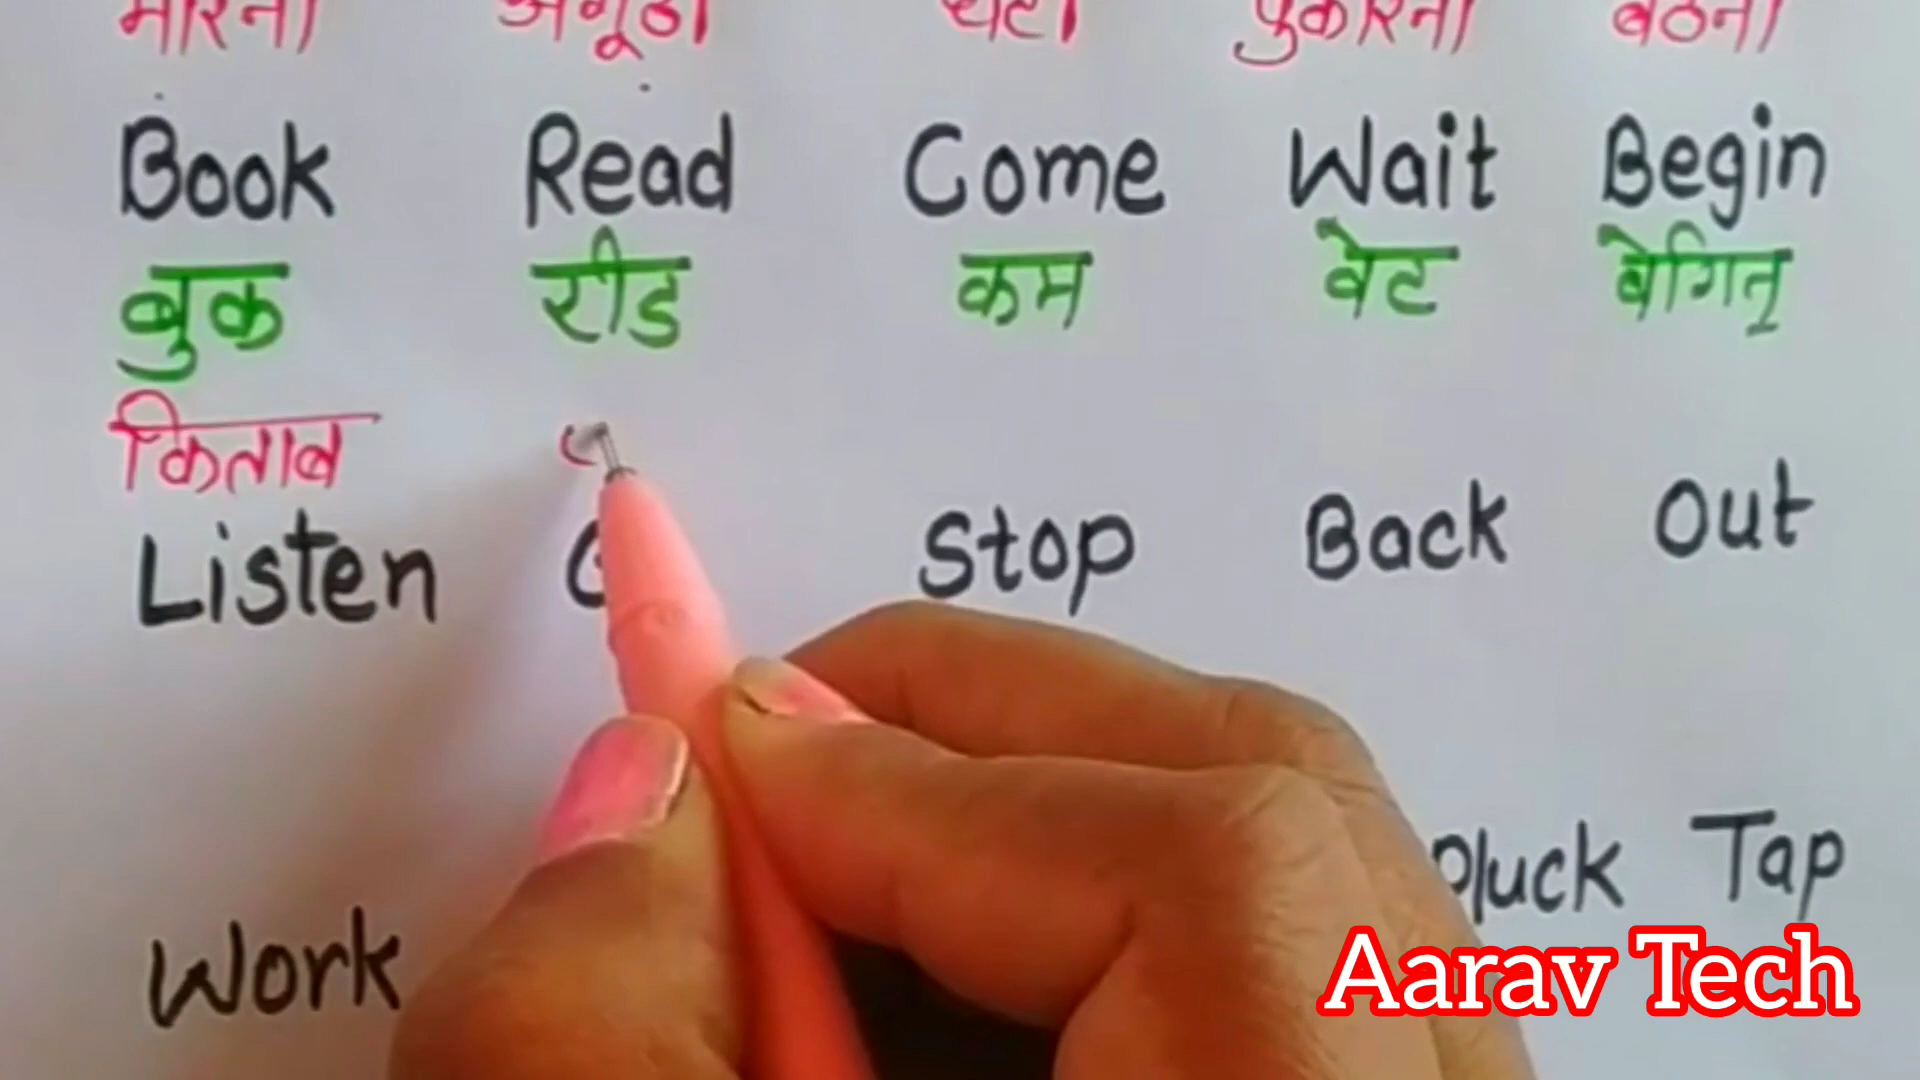 मारना अंगूठा घंटा पुकारना बैठना
Book Read Come Wait Begin
बुक रीड कम वेट बेगिन
किताब
Listen Stop Back Out
Pluck Tap
Work
Aarav Tech